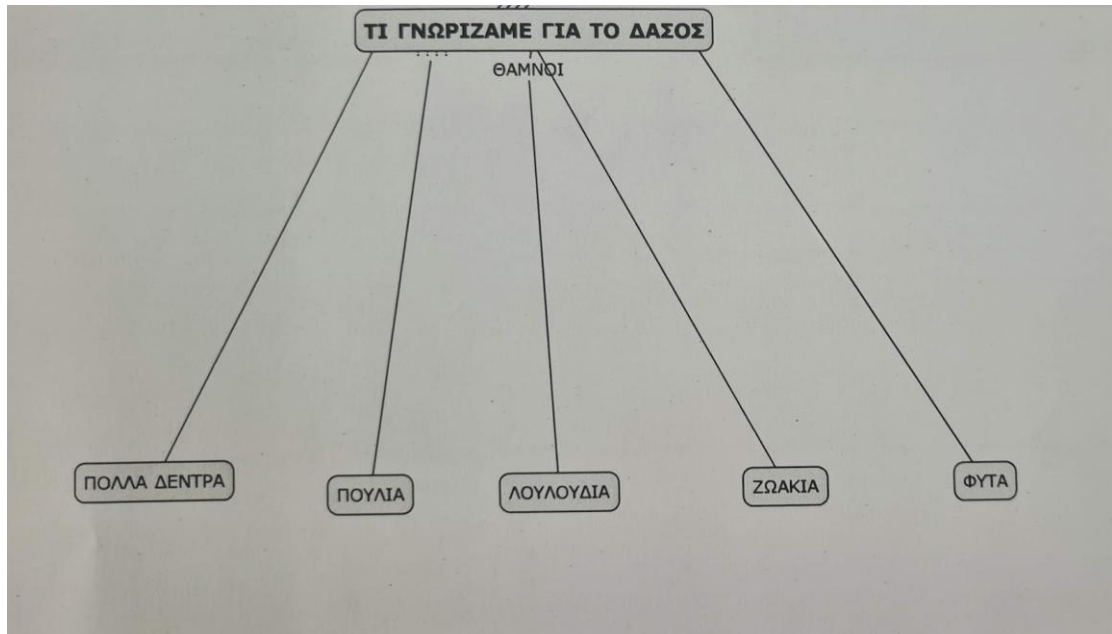 ΤΙ ΓΝΩΡΙΖΑΜΕ ΓΙΑ ΤΟ ΔΑΣΟΣ
ΘΑΜΝΟΙ
ΠΟΛΛΑ ΔΕΝΤΡΑ
ΠΟΥΛΙΑ
ΛΟΥΛΟΥΔΙΑ
ΖΩΑΚΙΑ
ΦΥΤΑ